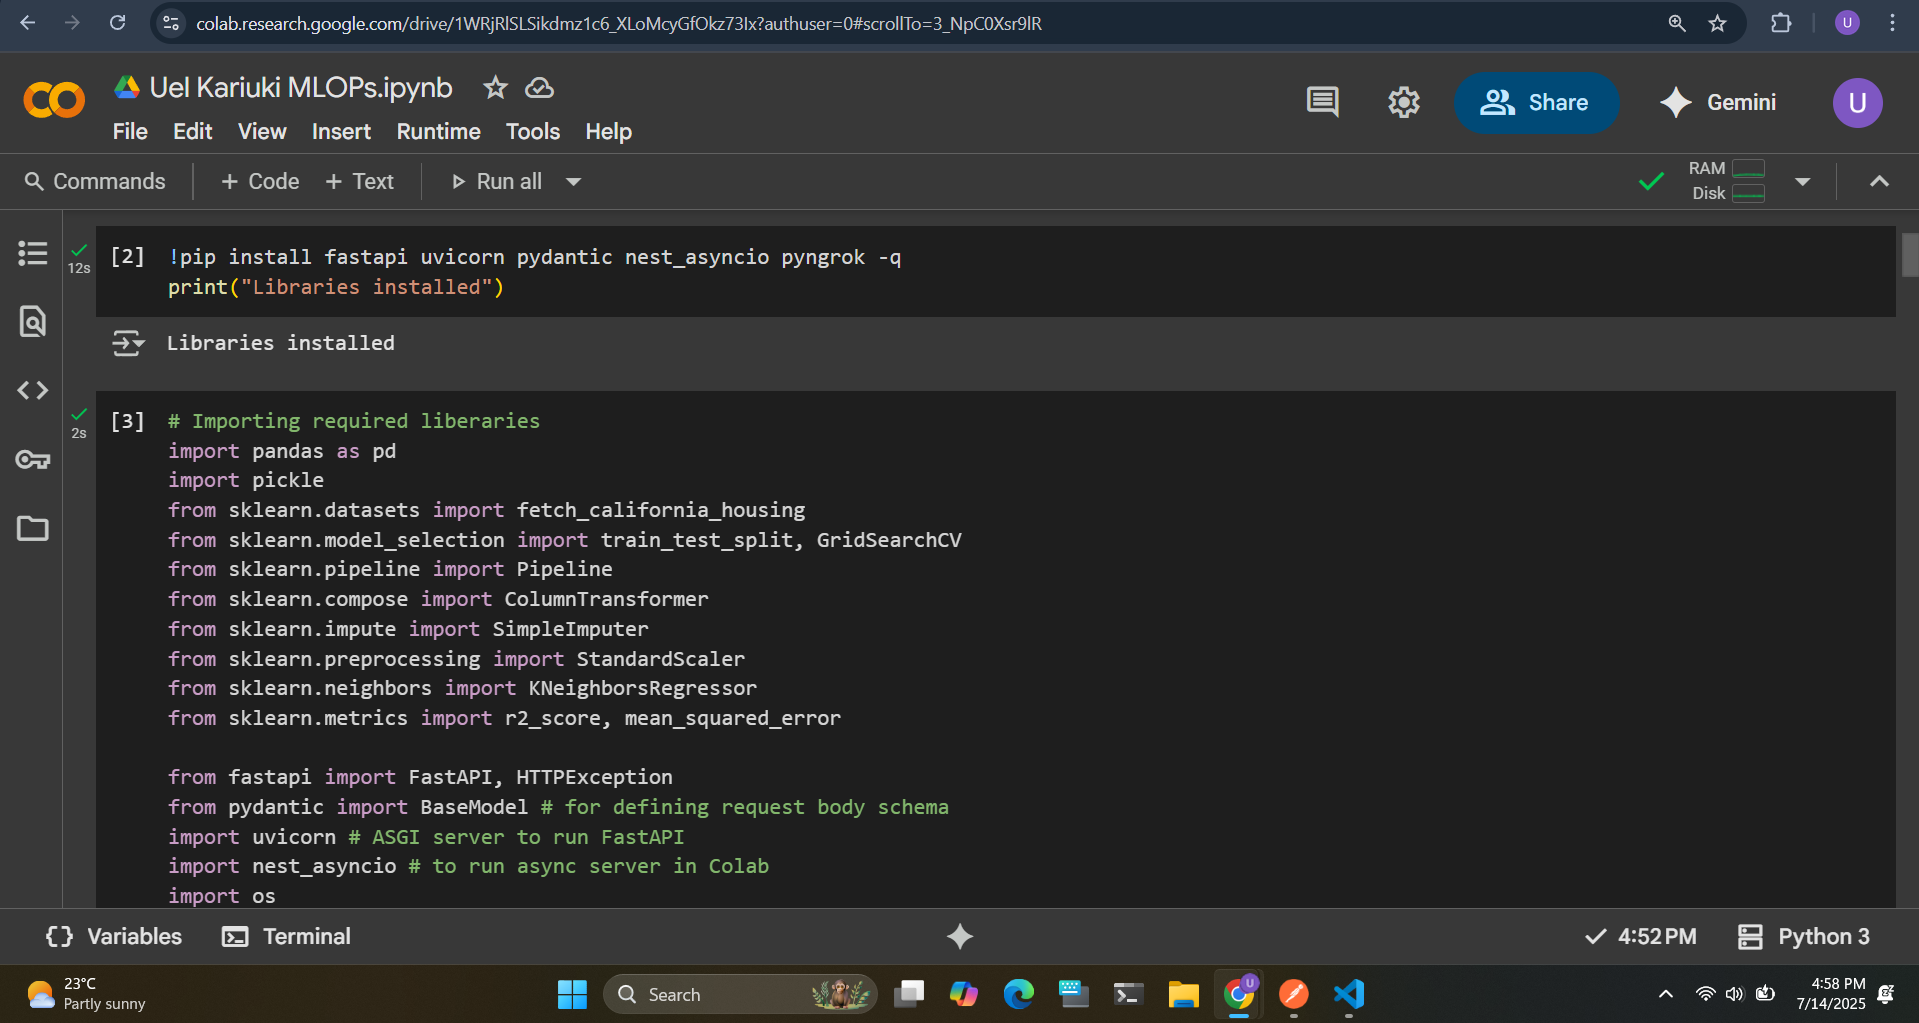 colab.research.google.com/drive/1WRjRlSLSikdmz1c6_XLoMcyGfOkz73Ix?authuser=0#scrollTo=3_NpC0Xsr9lR
U
Uel Kariuki MLOPs.ipynb
File Edit View Insert Runtime Tools Help
Share
Gemini
U
Commands
+ Code + Text
Run all
RAM
Disk
12s
[2] !pip install fastapi uvicorn pydantic nest_asyncio pyngrok -q
print("Libraries installed")
Libraries installed
2s
[3] # Importing required liberaries
import pandas as pd
import pickle
from sklearn.datasets import fetch_california_housing
from sklearn.model_selection import train_test_split, GridSearchCV
from sklearn.pipeline import Pipeline
from sklearn.compose import ColumnTransformer
from sklearn.impute import SimpleImputer
from sklearn.preprocessing import StandardScaler
from sklearn.neighbors import KNeighborsRegressor
from sklearn.metrics import r2_score, mean_squared_error
from fastapi import FastAPI, HTTPException
from pydantic import BaseModel # for defining request body schema
import uvicorn # ASGI server to run FastAPI
import nest_asyncio # to run async server in Colab
import os
Variables
Terminal
4:52 PM
Python 3
23°C
Partly sunny
Search
U
4:58 PM
7/14/2025